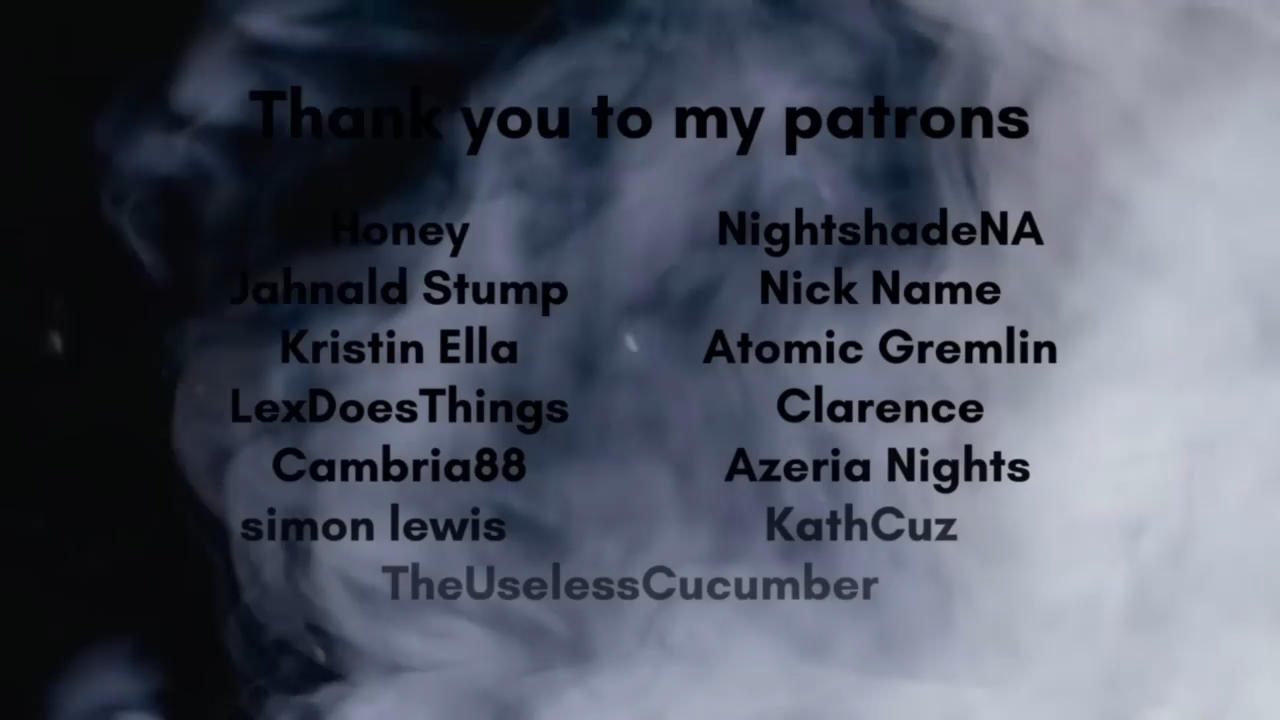 Thank you to my patrons
Honey
Jahnald Stump
Kristin Ella
LexDoesThings
Cambria88
simon lewis
NightshadeNA
Nick Name
Atomic Gremlin
Clarence
Azeria Nights
KathCuz
TheUselessCucumber